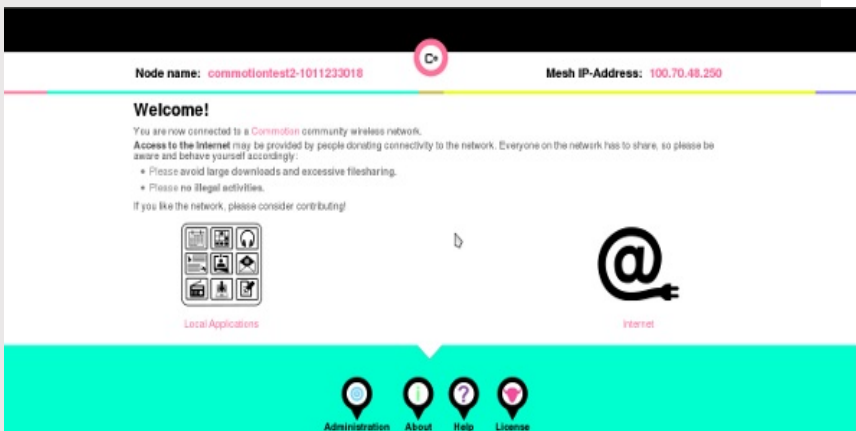 C+
Node name: commotiontest2-1011233018
Mesh IP-Address: 100.70.48.250
Welcome!
You are now connected to a Commotion community wireless network.
Access to the Internet may be provided by people donating connectivity to the network. Everyone on the network has to share, so please be
aware and behave yourself accordingly:
• Please avoid large downloads and excessive filesharing.
• Please no illegal activities.
If you like the network, please consider contributing!
@
Local Applications
Internet
i
?
Administration
About
Help
License